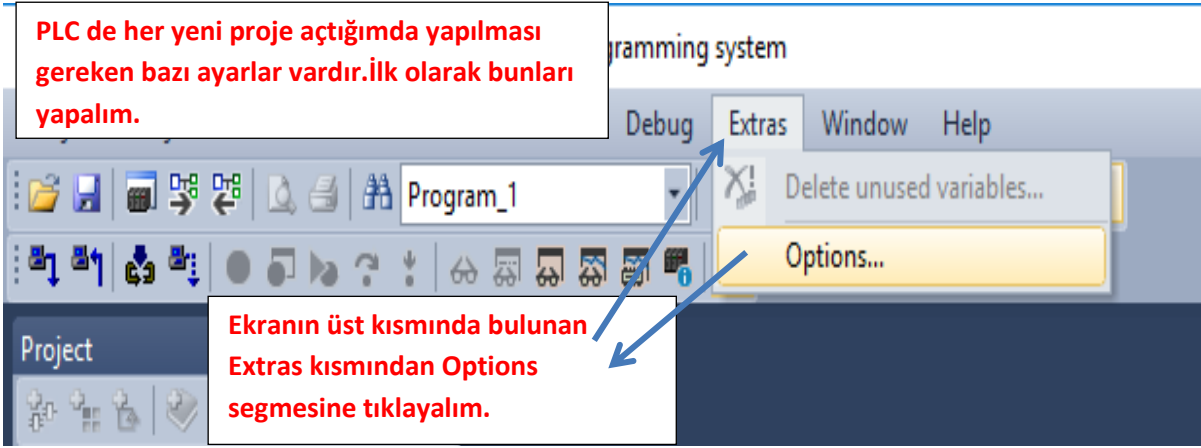 PLC de her yeni proje açtığımda yapılması
gereken bazı ayarlar vardır.İlk olarak bunları
yapalım.
gramming system
Debug Extras Window Help
Program_1
Delete unused variables...
Options...
Ekranın üst kısmında bulunan
Extras kısmından Options
segmesine tıklayalım.
Project